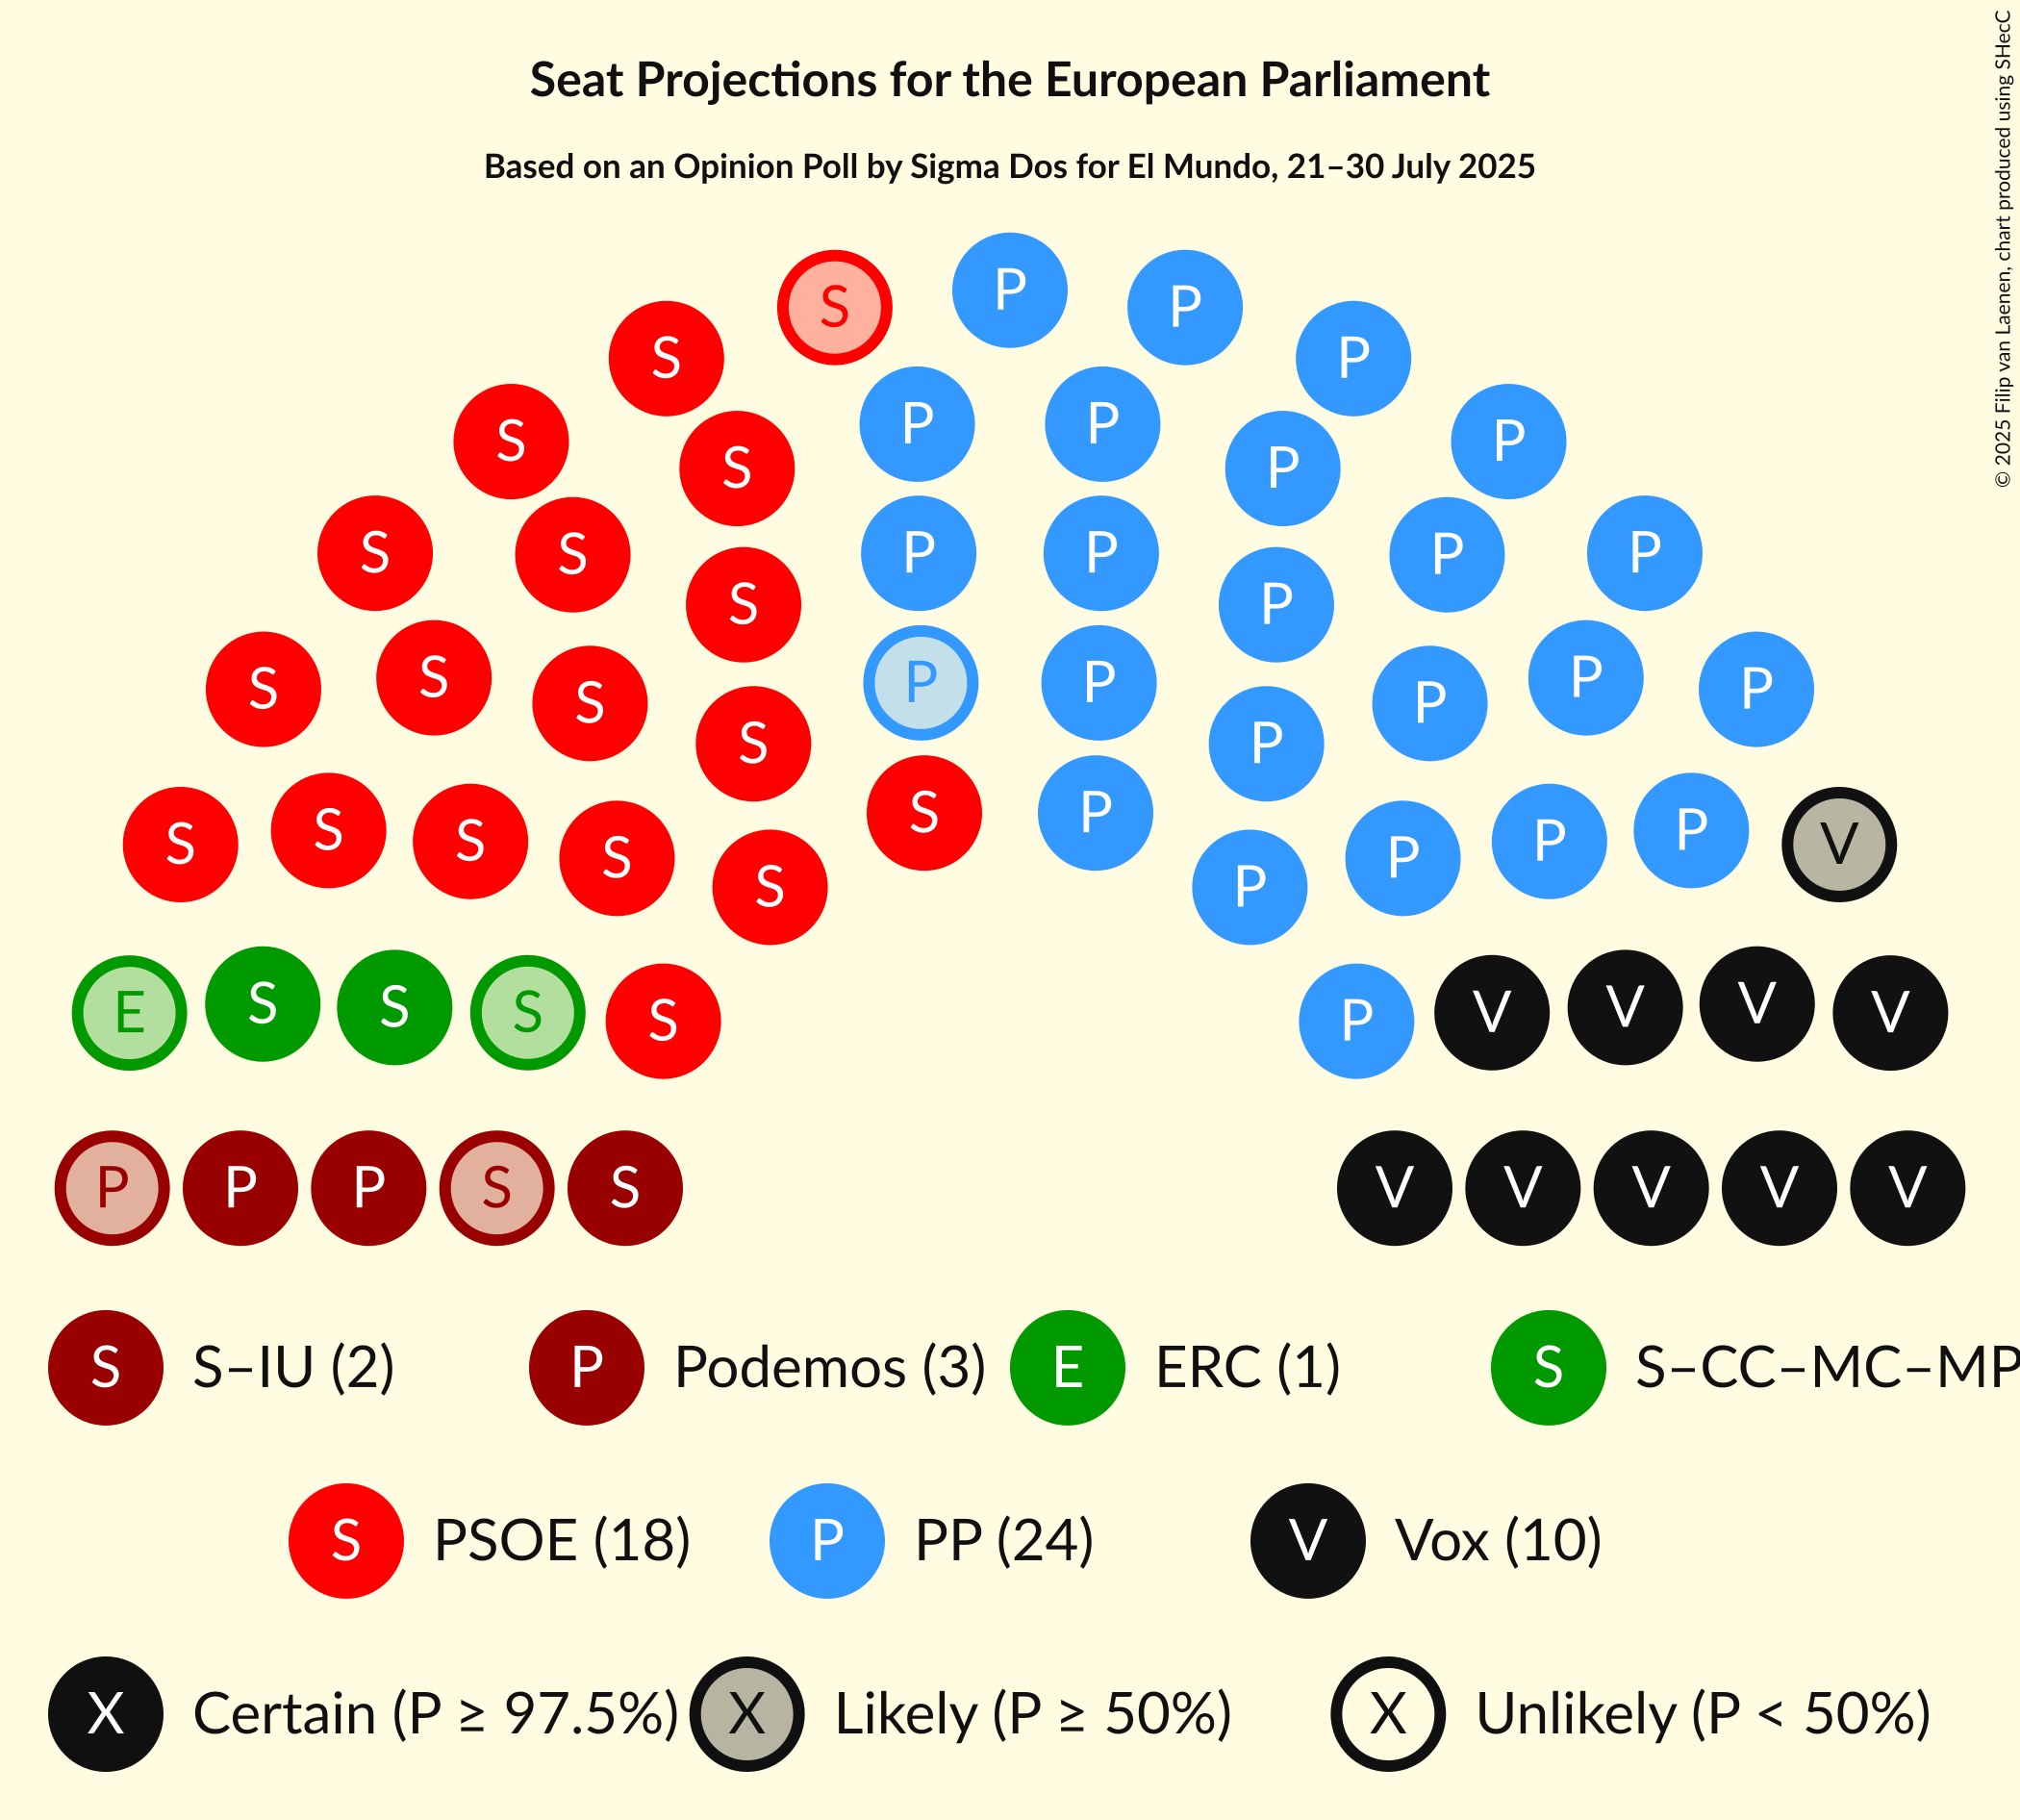 Seat Projections for the European Parliament
Based on an Opinion Poll by Sigma Dos for El Mundo, 21–30 July 2025
© 2025 Filip van Laenen, chart produced using SHecC
S P P P
S P
S S P P P
S S P P P P
S S P P
S S S P P P P P
S P
S S S S S P P P P P V
E S S S S P V V V V
P P P S S V V V V V
S S–IU (2) P Podemos (3) E ERC (1) S S–CC–MC–MP
S PSOE (18) P PP (24) V Vox (10)
X Certain (P ≥ 97.5%) X Likely (P ≥ 50%) X Unlikely (P < 50%)